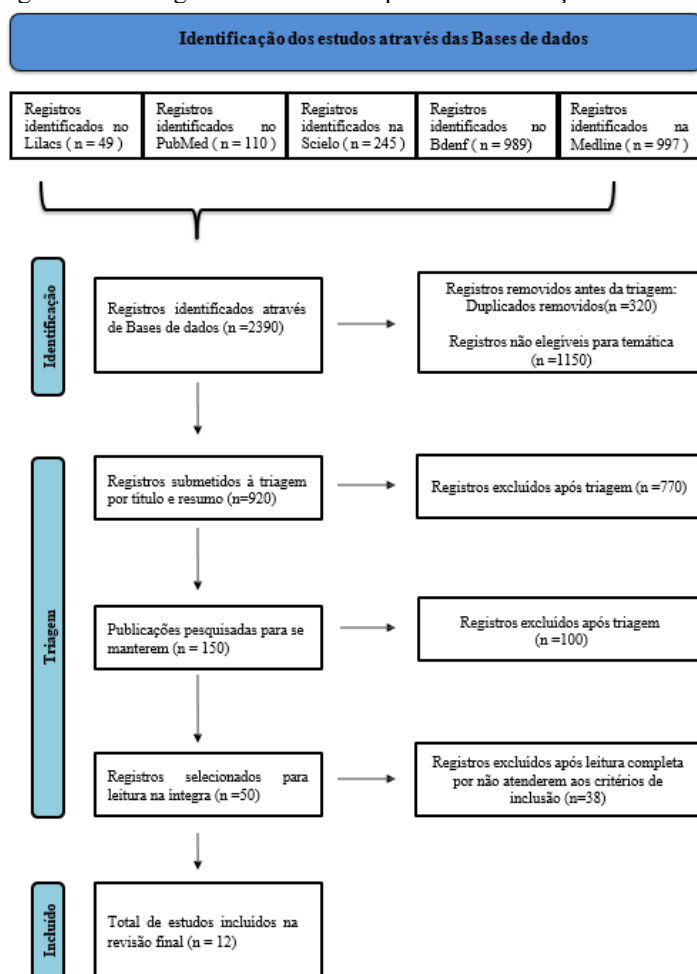 Identificação dos estudos através das Bases de dados
Registros
identificados no
Lilacs ( n = 49 )
Registros
identificados no
PubMed ( n = 110 )
Registros
identificados na
Scielo ( n = 245 )
Registros
identificados no
Bdenf ( n = 989)
Registros
identificados na
Medline ( n = 997 )
Identificação
Registros identificados através
de Bases de dados (n =2390)
Registros removidos antes da triagem:
Duplicados removidos(n =320)
Registros não elegíveis para temática
(n =1150)
Triagem
Registros submetidos à triagem
por título e resumo (n=920)
Registros excluídos após triagem (n =770)
Publicações pesquisadas para se
manterem (n = 150)
Registros excluídos após triagem
(n =100)
Registros selecionados para
leitura na íntegra (n =50)
Registros excluídos após leitura completa
por não atenderem aos critérios de
inclusão (n=38)
Incluído
Total de estudos incluídos na
revisão final (n = 12)